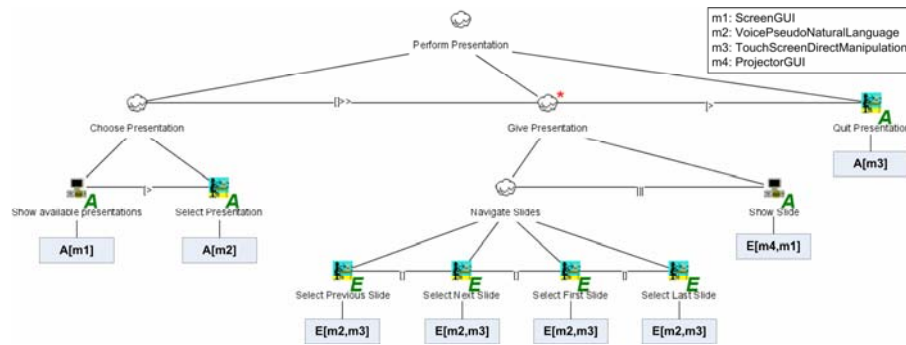 m1: ScreenGUI
m2: VoicePseudoNaturalLanguage
m3: TouchScreenDirectManipulation
m4: ProjectorGUI
Perform Presentation
*
[]>>
[>
A
Choose Presentation
Give Presentation
Quit Presentation
A[m3]
A
[>
A
|||
A
Show available presentations
Select Presentation
Navigate Slides
Show Slide
A[m1]
A[m2]
E[m4,m1]
E
[]
E
[]
E
[]
E
Select Previous Slide
Select Next Slide
Select First Slide
Select Last Slide
E[m2,m3]
E[m2,m3]
E[m2,m3]
E[m2,m3]